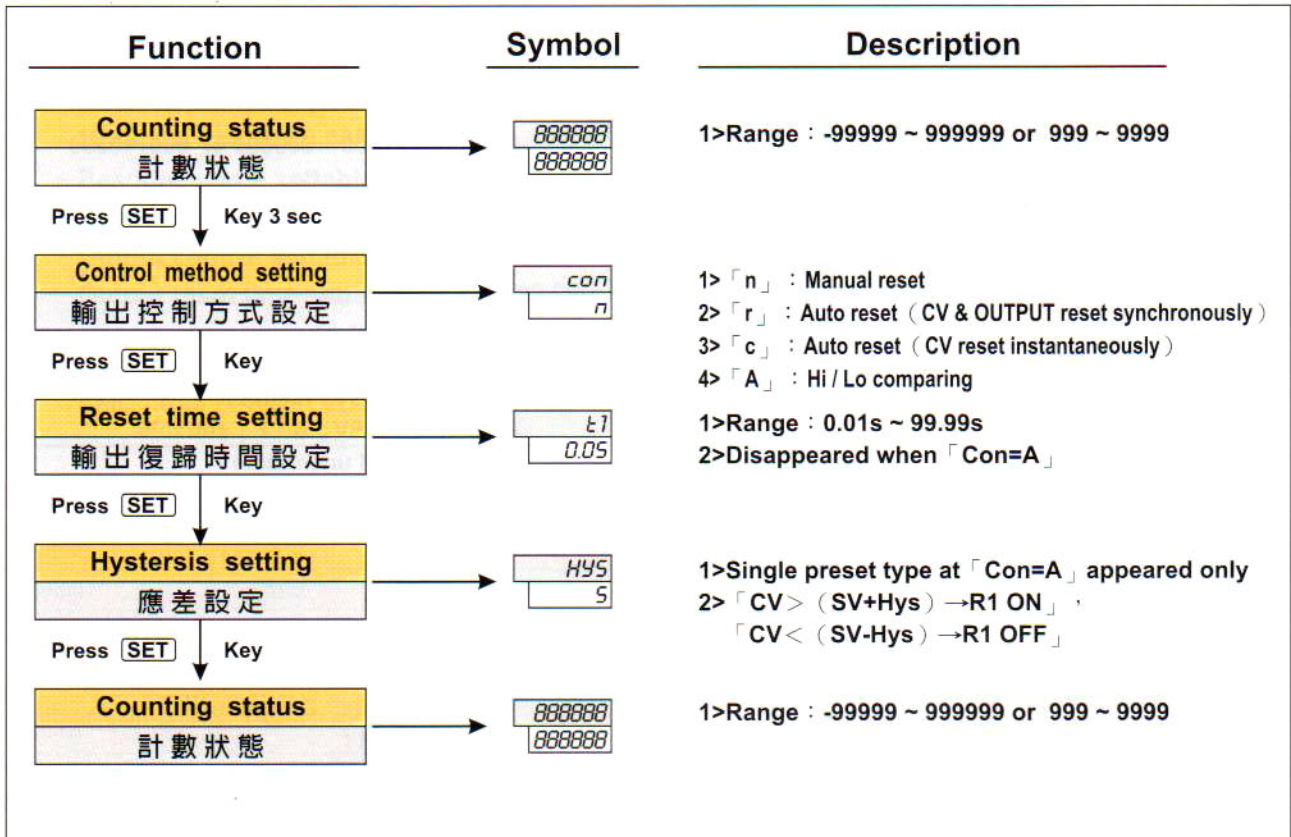 Function Symbol Description
Counting status
計數狀態
888888
888888
1>Range：-99999 ~ 999999 or 999 ~ 9999
Press SET Key 3 sec
Control method setting
輸出控制方式設定
con
n
1>「n」：Manual reset
2>「r」：Auto reset（CV & OUTPUT reset synchronously）
3>「c」：Auto reset（CV reset instantaneously）
4>「A」：Hi / Lo comparing
Press SET Key
Reset time setting
輸出復歸時間設定
t1
0.05
1>Range：0.01s ~ 99.99s
2>Disappeared when「Con=A」
Press SET Key
Hystersis setting
應差設定
HYS
5
1>Single preset type at「Con=A」appeared only
2>「CV＞（SV+Hys）→R1 ON」，
「CV＜（SV-Hys）→R1 OFF」
Press SET Key
Counting status
計數狀態
888888
888888
1>Range：-99999 ~ 999999 or 999 ~ 9999